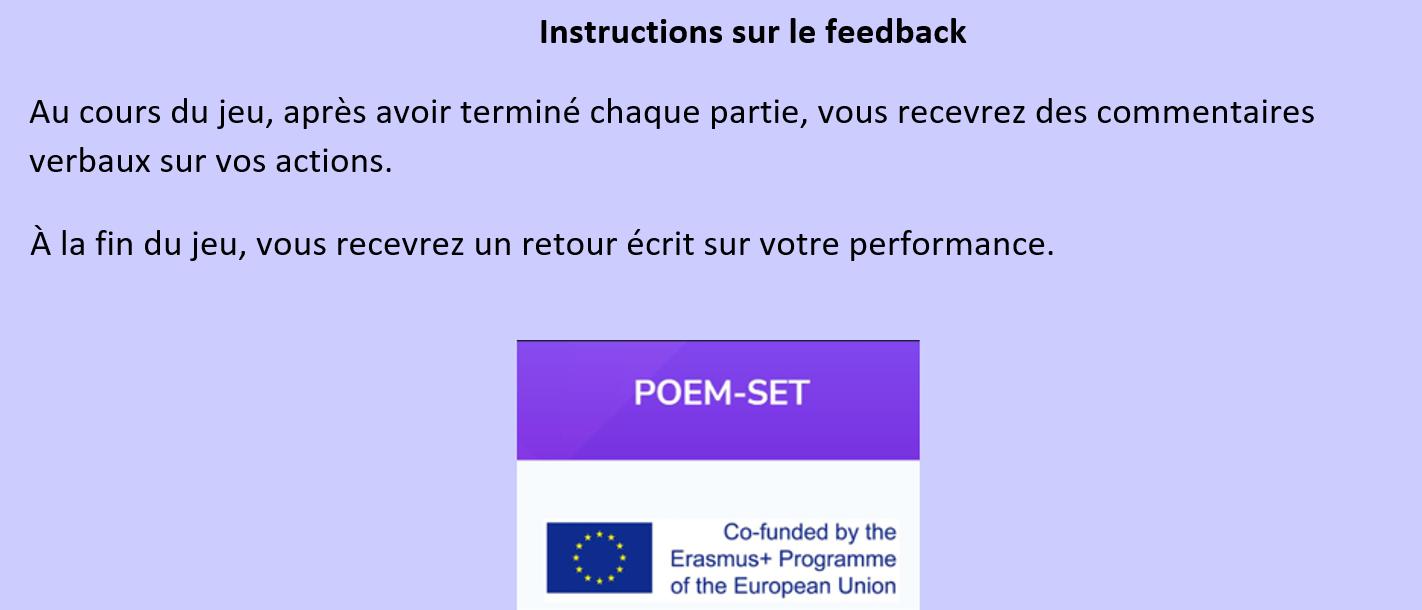 Instructions sur le feedback
Au cours du jeu, après avoir terminé chaque partie, vous recevrez des commentaires
verbaux sur vos actions.
À la fin du jeu, vous recevrez un retour écrit sur votre performance.
POEM-SET
Co-funded by the
Erasmus+ Programme
of the European Union